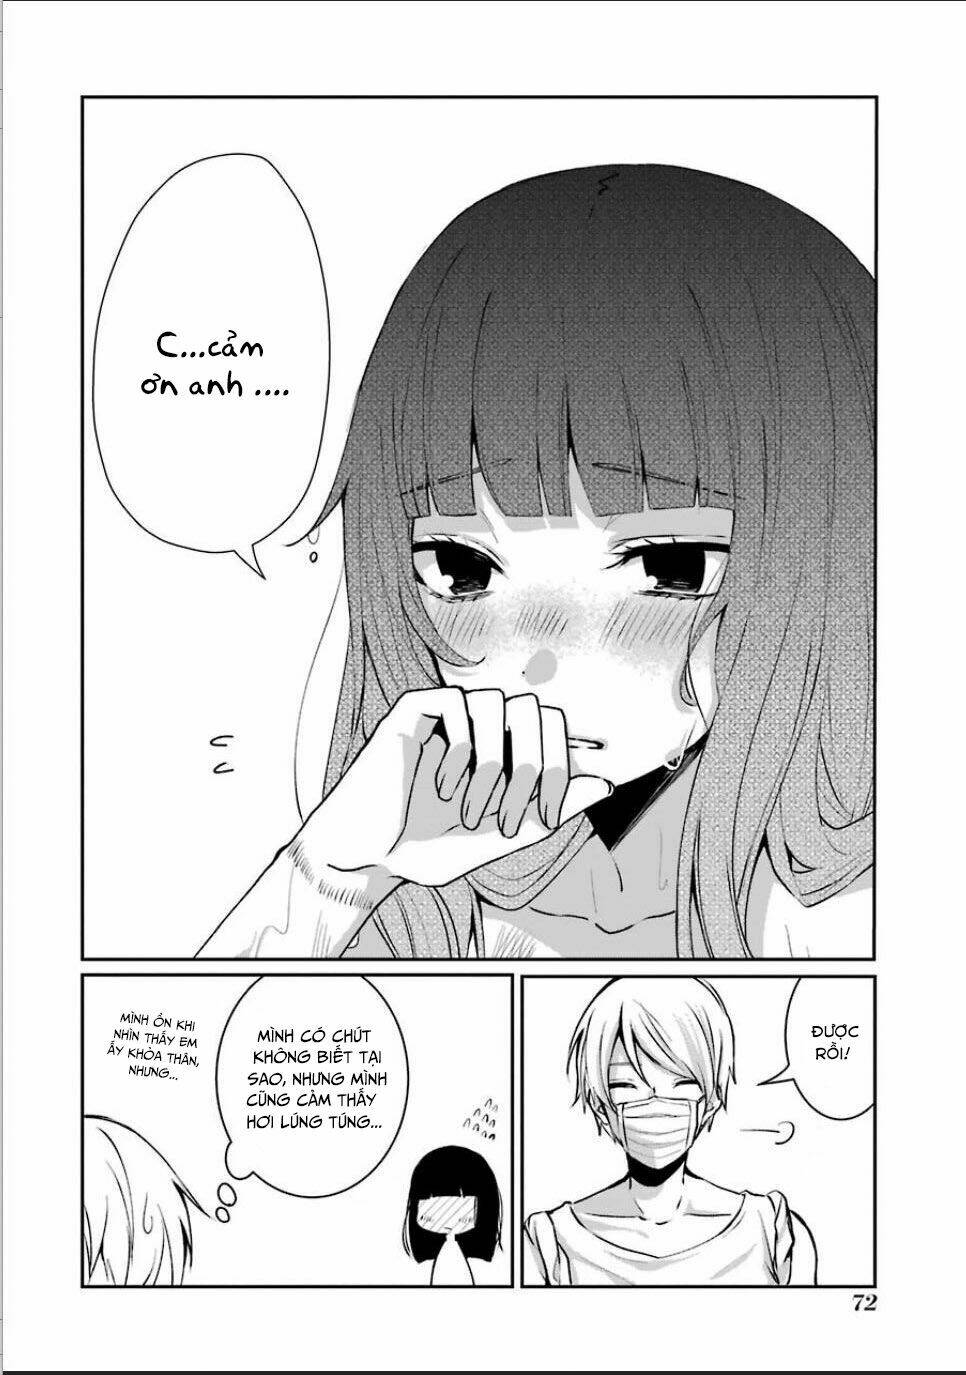 C...cảm
ơn anh ....
ĐƯỢC
RỒI!
MÌNH CÓ CHÚT
KHÔNG BIẾT TẠI
SAO, NHƯNG MÌNH
CŨNG CẢM THẤY
HƠI LÚNG TÚNG...
MÌNH ỔN KHI
NHÌN THẤY EM
ẤY KHỎA THÂN,
NHƯNG...
72